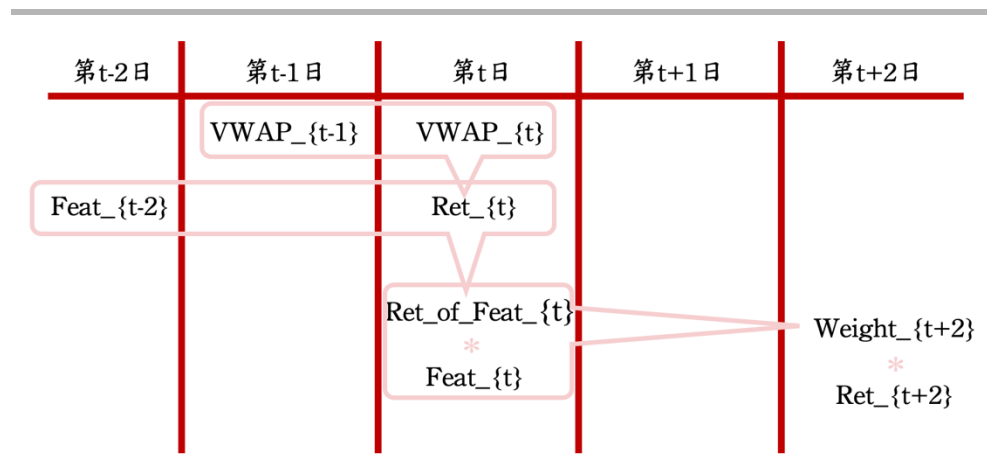 第t-2日 第t-1日 第t日 第t+1日 第t+2日
VWAP_{t-1} VWAP_{t}
Feat_{t-2} Ret_{t}
Ret_of_Feat_{t}
*
Feat_{t}
Weight_{t+2}
*
Ret_{t+2}